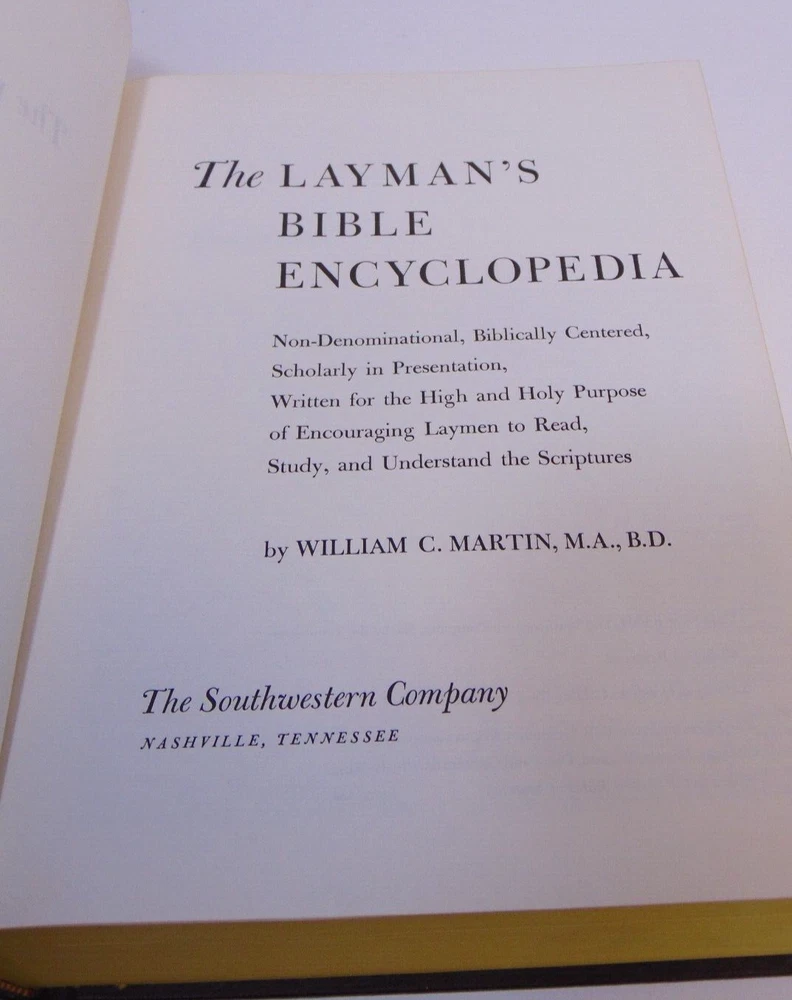 The LAYMAN'S
BIBLE
ENCYCLOPEDIA
Non-Denominational, Biblically Centered,
Scholarly in Presentation,
Written for the High and Holy Purpose
of Encouraging Laymen to Read,
Study, and Understand the Scriptures
by WILLIAM C. MARTIN, M.A., B.D.
The Southwestern Company
NASHVILLE, TENNESSEE